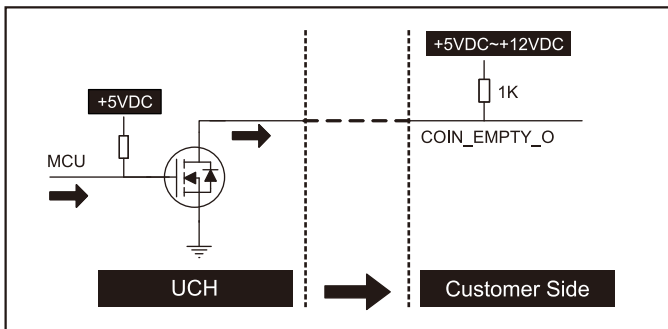 +5VDC~+12VDC
+5VDC
1K
COIN_EMPTY_O
MCU
UCH
Customer Side